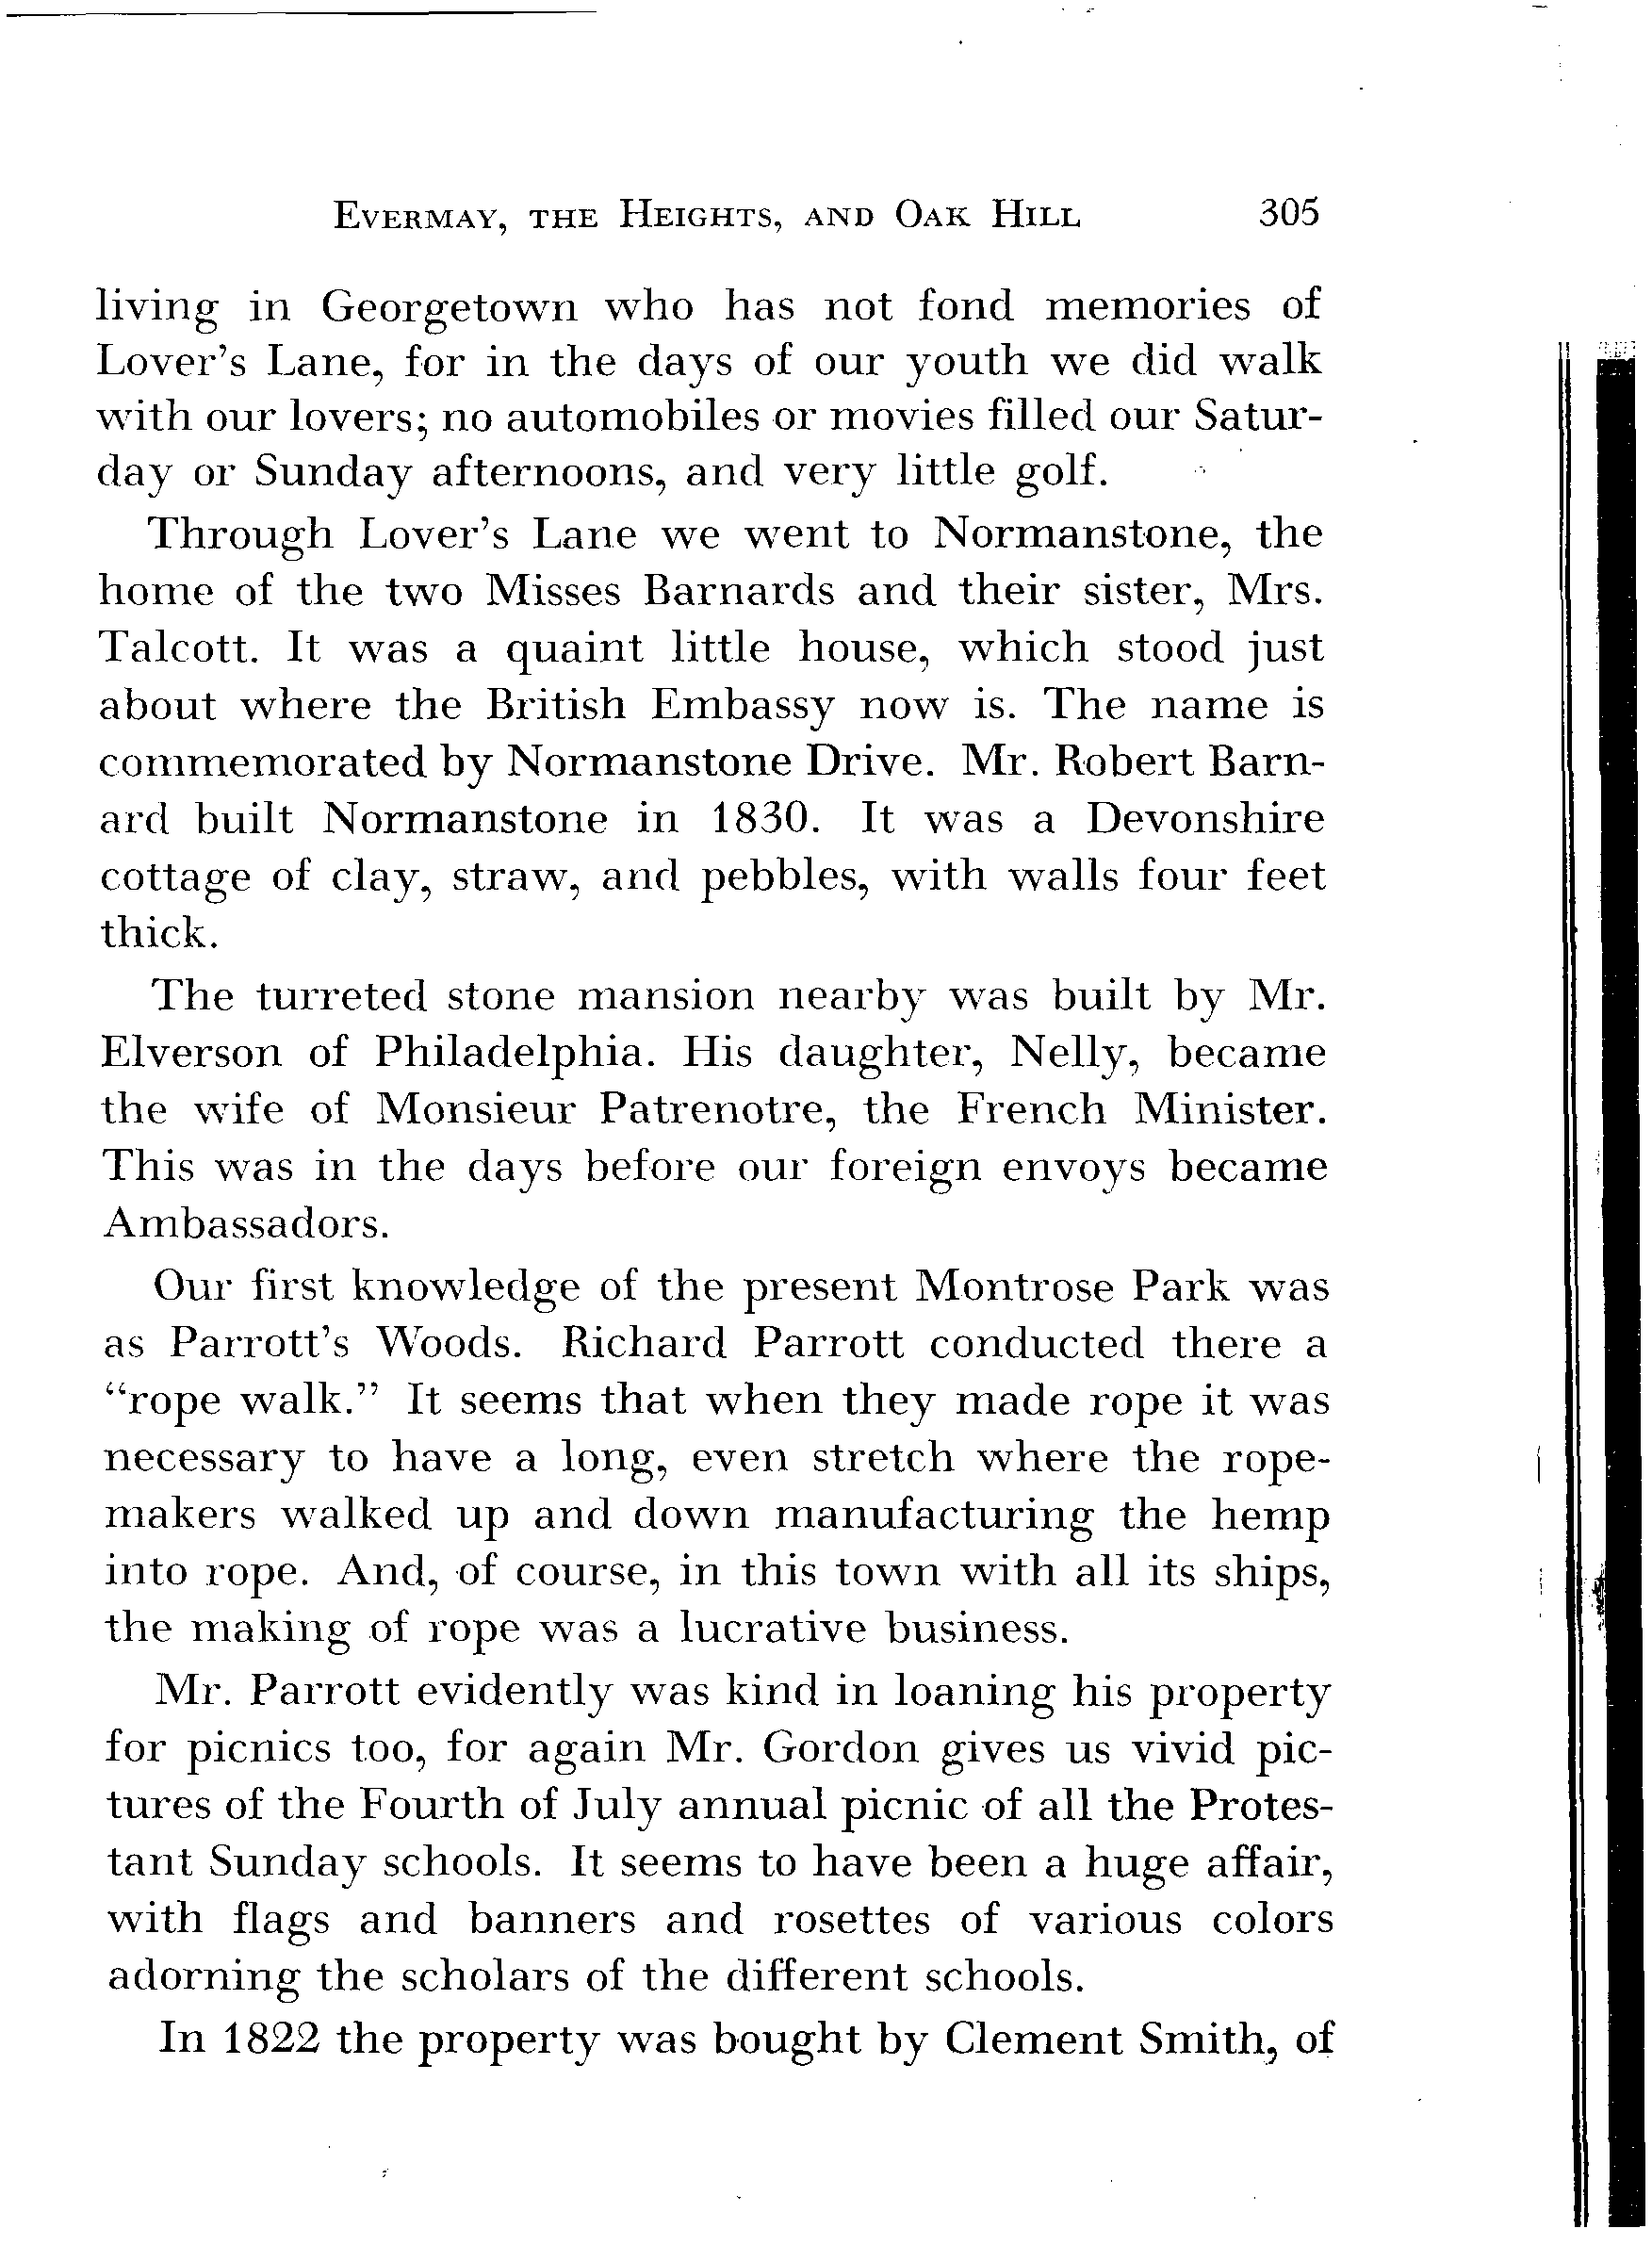 Evermay, the Heights, and Oak Hill 305
living in Georgetown who has not fond memories of
Lover's Lane, for in the days of our youth we did walk
with our lovers; no automobiles or movies filled our Satur-
day or Sunday afternoons, and very little golf.
Through Lover's Lane we went to Normanstone, the
home of the two Misses Barnards and their sister, Mrs.
Talcott. It was a quaint little house, which stood just
about where the British Embassy now is. The name is
commemorated by Normanstone Drive. Mr. Robert Barn-
ard built Normanstone in 1830. It was a Devonshire
cottage of clay, straw, and pebbles, with walls four feet
thick.
The turreted stone mansion nearby was built by Mr.
Elverson of Philadelphia. His daughter, Nelly, became
the wife of Monsieur Patrenotre, the French Minister.
This was in the days before our foreign envoys became
Ambassadors.
Our first knowledge of the present Montrose Park was
as Parrott's Woods. Richard Parrott conducted there a
“rope walk.” It seems that when they made rope it was
necessary to have a long, even stretch where the rope-
makers walked up and down manufacturing the hemp
into rope. And, of course, in this town with all its ships,
the making of rope was a lucrative business.
Mr. Parrott evidently was kind in loaning his property
for picnics too, for again Mr. Gordon gives us vivid pic-
tures of the Fourth of July annual picnic of all the Protes-
tant Sunday schools. It seems to have been a huge affair,
with flags and banners and rosettes of various colors
adorning the scholars of the different schools.
In 1822 the property was bought by Clement Smith, of